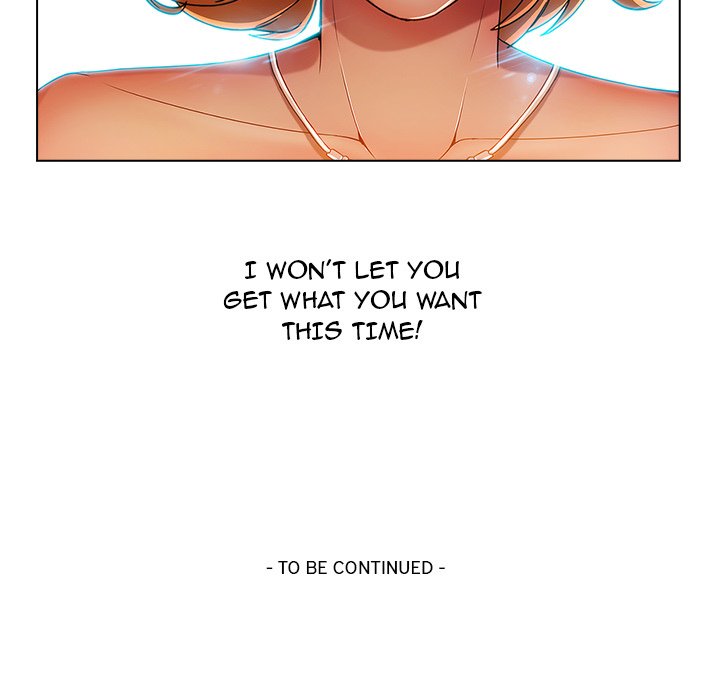 I WON'T LET YOU
GET WHAT YOU WANT
THIS TIME!
- TO BE CONTINUED -